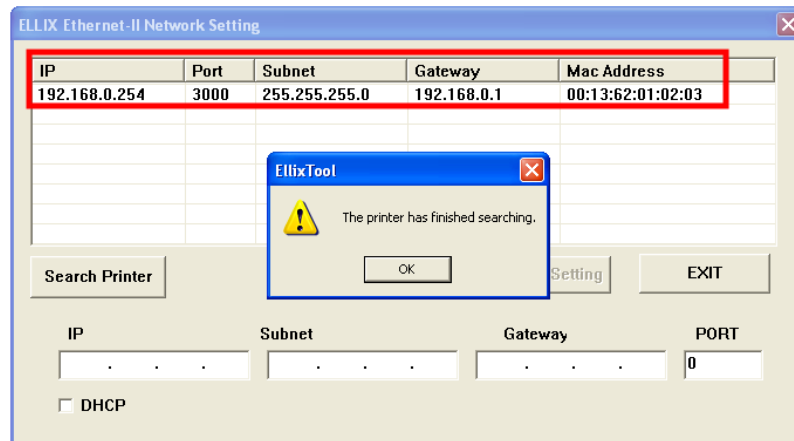 ELLIX Ethernet-II Network Setting
IP Port Subnet Gateway Mac Address
192.168.0.254 3000 255.255.255.0 192.168.0.1 00:13:62:01:02:03
EllixTool
The printer has finished searching.
OK
Search Printer Setting EXIT
IP Subnet Gateway PORT
. . . . . . . . . 0
DHCP